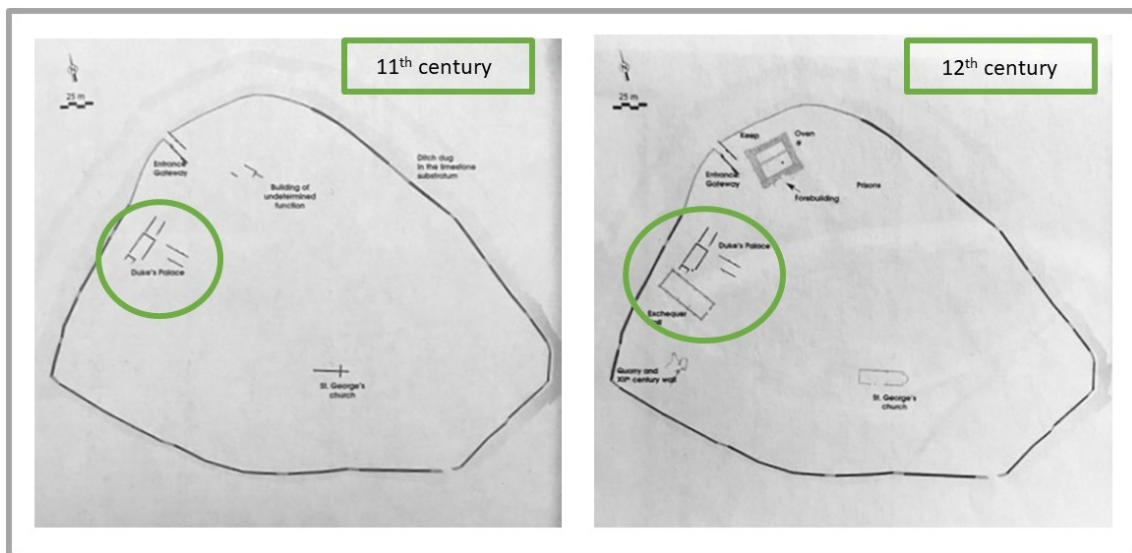 11th century
25 m
Entrance
Gateway
Building of
undetermined
function
Ditch dug
in the limestone
substratum
Duke's Palace
St. George's
church
12th century
25 m
Keep
Oven
Entrance
Gateway
Forebuilding
Prisons
Duke's Palace
Exchequer
Quarry and
XIth century wall
St. George's
church